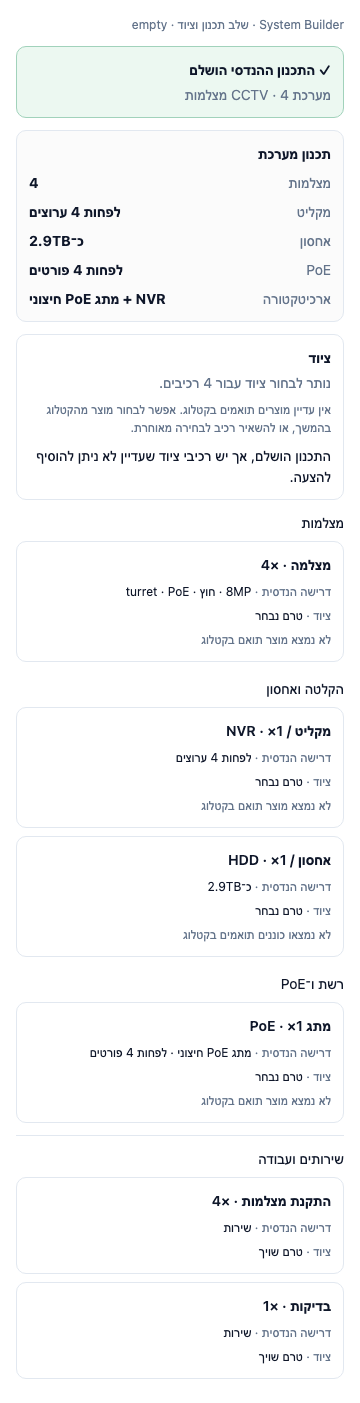 System Builder · שלב תכנון וציוד · empty
✓ התכנון ההנדסי הושלם
מערכת CCTV · 4 מצלמות
תכנון מערכת
מצלמות 4
מקליט לפחות 4 ערוצים
אחסון כ־2.9TB
PoE לפחות 4 פורטים
ארכיטקטורה NVR + מתג PoE חיצוני
ציוד
נותר לבחור ציוד עבור 4 רכיבים.
אין עדיין מוצרים תואמים בקטלוג. אפשר לבחור מוצר מהקטלוג
בהמשך, או להשאיר רכיב לבחירה מאוחרת.
התכנון הושלם, אך יש רכיבי ציוד שעדיין לא ניתן להוסיף
להצעה.
מצלמות
מצלמה · ×4
דרישה הנדסית · 8MP · חוץ · turret · PoE
ציוד · טרם נבחר
לא נמצא מוצר תואם בקטלוג
הקלטה ואחסון
מקליט / NVR · ×1
דרישה הנדסית · לפחות 4 ערוצים
ציוד · טרם נבחר
לא נמצא מוצר תואם בקטלוג
אחסון / HDD · ×1
דרישה הנדסית · כ־2.9TB
ציוד · טרם נבחר
לא נמצאו כוננים תואמים בקטלוג
רשת ו־PoE
מתג PoE · ×1
דרישה הנדסית · מתג PoE חיצוני · לפחות 4 פורטים
ציוד · טרם נבחר
לא נמצא מוצר תואם בקטלוג
שירותים ועבודה
התקנת מצלמות · ×4
דרישה הנדסית · שירות
ציוד · טרם שויך
בדיקות · ×1
דרישה הנדסית · שירות
ציוד · טרם שויך